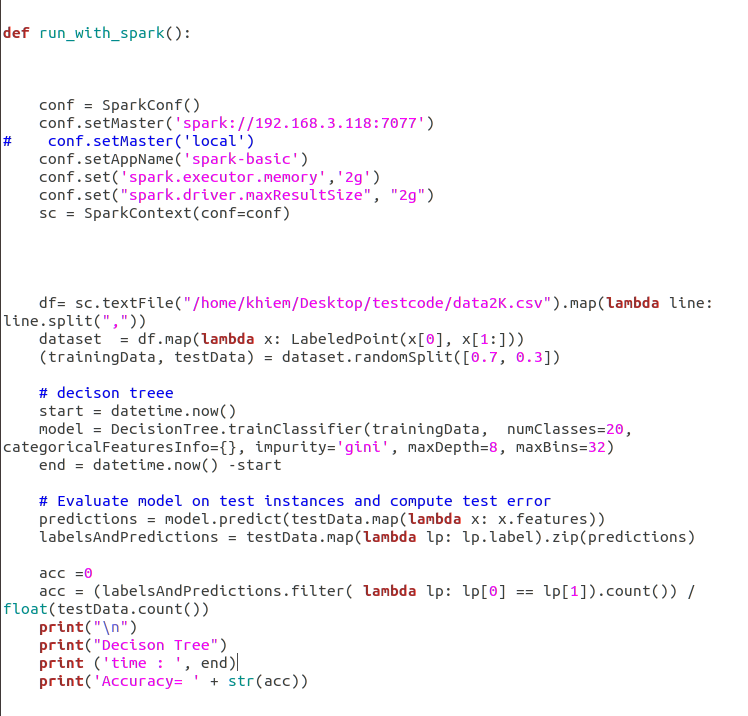 def run_with_spark():
    conf = SparkConf()
    conf.setMaster('spark://192.168.3.118:7077')
#    conf.setMaster('local')
    conf.setAppName('spark-basic')
    conf.set('spark.executor.memory','2g')
    conf.set("spark.driver.maxResultSize", "2g")
    sc = SparkContext(conf=conf)
    df= sc.textFile("/home/khiem/Desktop/testcode/data2K.csv").map(lambda line:
line.split(","))
    dataset  = df.map(lambda x: LabeledPoint(x[0], x[1:]))
    (trainingData, testData) = dataset.randomSplit([0.7, 0.3])
    # decison treee
    start = datetime.now()
    model = DecisionTree.trainClassifier(trainingData,  numClasses=20,
categoricalFeaturesInfo={}, impurity='gini', maxDepth=8, maxBins=32)
    end = datetime.now() -start
    # Evaluate model on test instances and compute test error
    predictions = model.predict(testData.map(lambda x: x.features))
    labelsAndPredictions = testData.map(lambda lp: lp.label).zip(predictions)
    acc =0
    acc = (labelsAndPredictions.filter( lambda lp: lp[0] == lp[1]).count()) /
float(testData.count())
    print("\n")
    print("Decison Tree")
    print ('time : ', end)
    print('Accuracy= ' + str(acc))